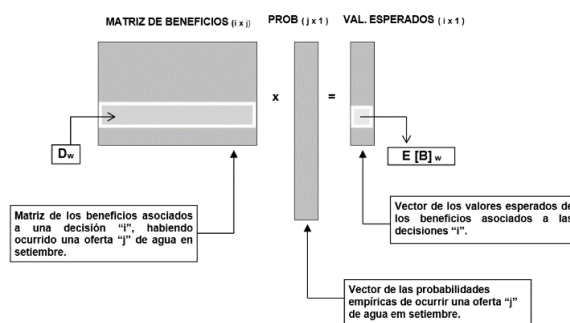 MATRIZ DE BENEFICIOS (i x j) PROB ( j x 1 ) VAL. ESPERADOS ( i x 1 )
x =
Dw E [B] w
Matriz de los beneficios asociados
a una decisión “i”, habiendo
ocurrido una oferta “j” de agua en
setiembre.
Vector de los valores esperados de
los beneficios asociados a las
decisiones “i”.
Vector de las probabilidades
empíricas de ocurrir una oferta “j”
de agua em setiembre.